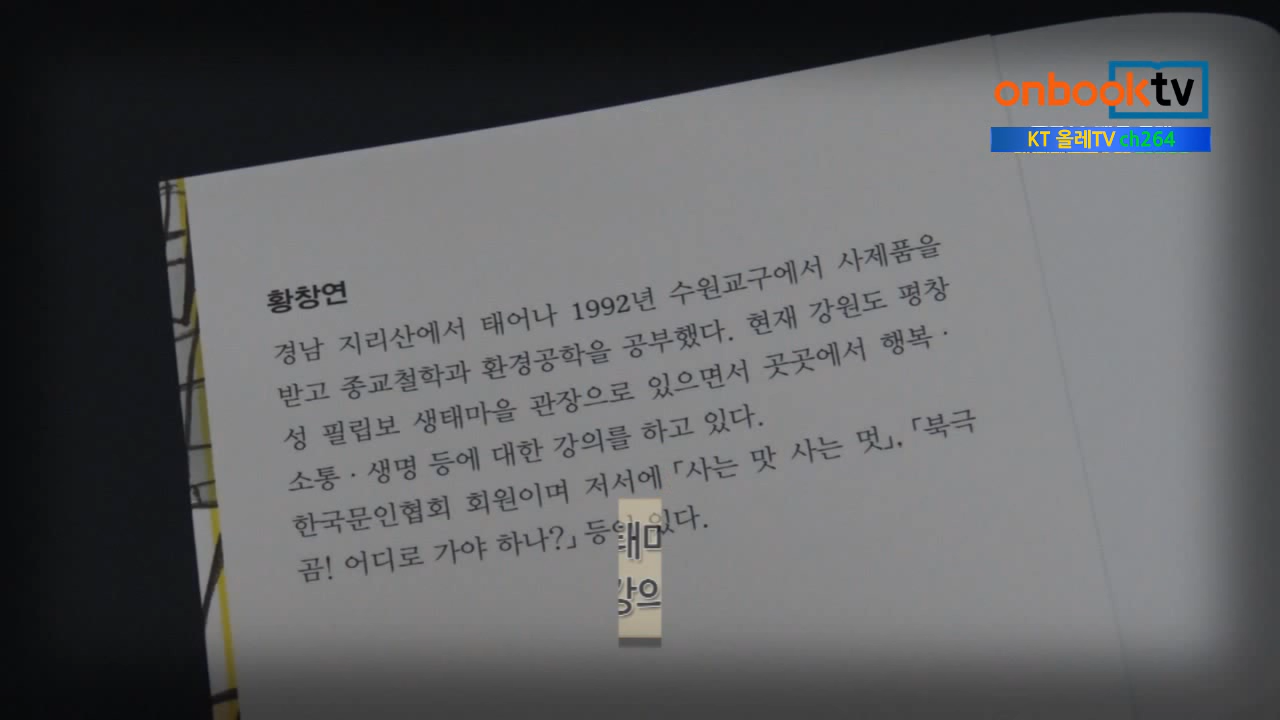 onbooktv
KT 올레TV ch264
황창연
경남 지리산에서 태어나 1992년 수원교구에서 사제품을
받고 종교철학과 환경공학을 공부했다. 현재 강원도 평창
성 필립보 생태마을 관장으로 있으면서 곳곳에서 행복·
소통·생명 등에 대한 강의를 하고 있다.
한국문인협회 회원이며 저서에 「사는 맛 사는 멋」, 「북극
곰! 어디로 가야 하나?」 등이 있다.
태마
강의